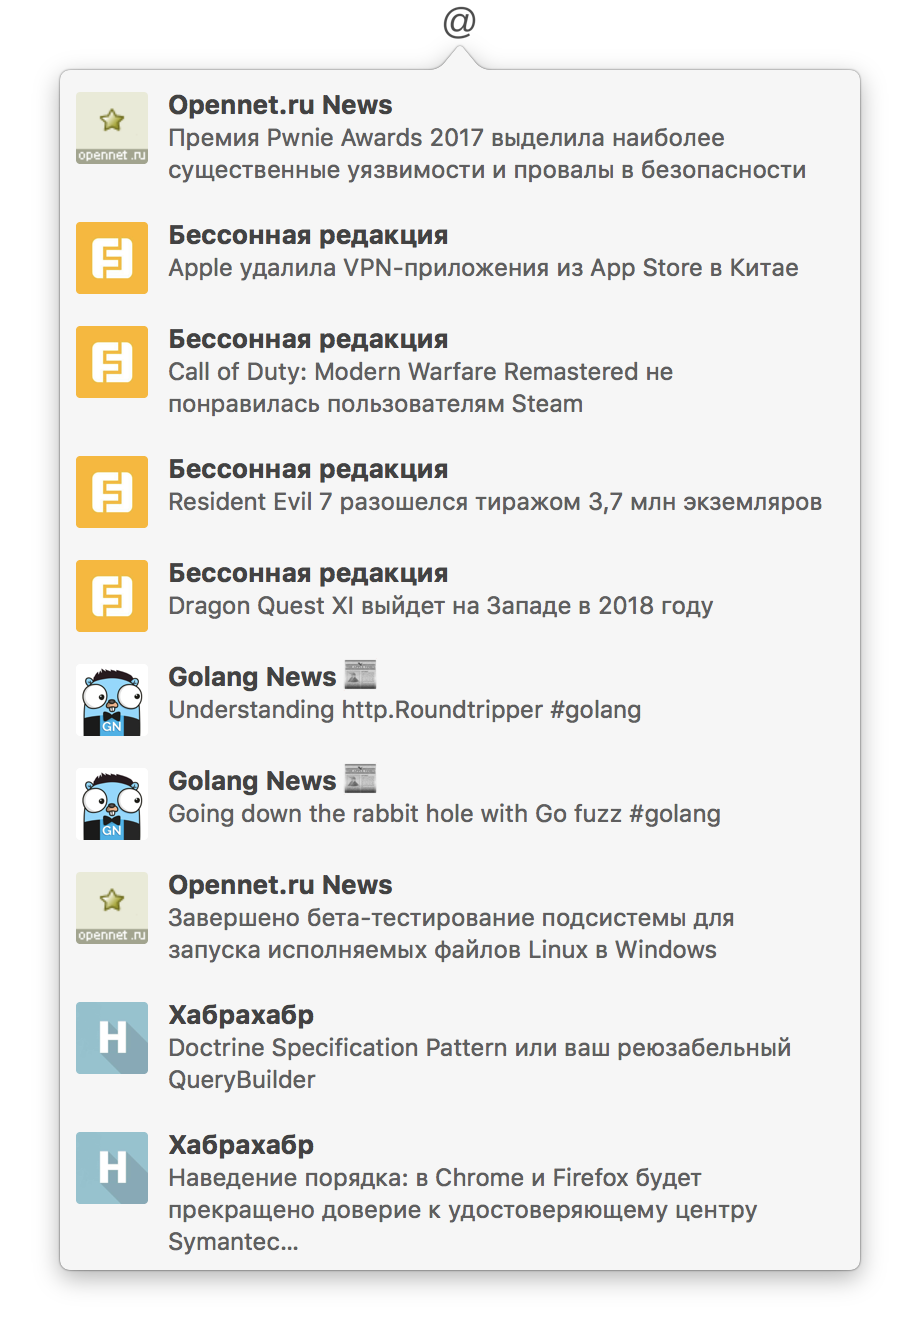 @
Opennet.ru News
Премия Pwnie Awards 2017 выделила наиболее
существенные уязвимости и провалы в безопасности
opennet .ru
Бессонная редакция
Apple удалила VPN-приложения из App Store в Китае
Бессонная редакция
Call of Duty: Modern Warfare Remastered не
понравилась пользователям Steam
Бессонная редакция
Resident Evil 7 разошелся тиражом 3,7 млн экземляров
Бессонная редакция
Dragon Quest XI выйдет на Западе в 2018 году
Golang News
Understanding http.Roundtripper #golang
GN
Golang News
Going down the rabbit hole with Go fuzz #golang
GN
Opennet.ru News
Завершено бета-тестирование подсистемы для
запуска исполняемых файлов Linux в Windows
opennet .ru
Хабрахабр
H
Doctrine Specification Pattern или ваш реюзабельный
QueryBuilder
Хабрахабр
H
Наведение порядка: в Chrome и Firefox будет
прекращено доверие к удостоверяющему центру
Symantec...